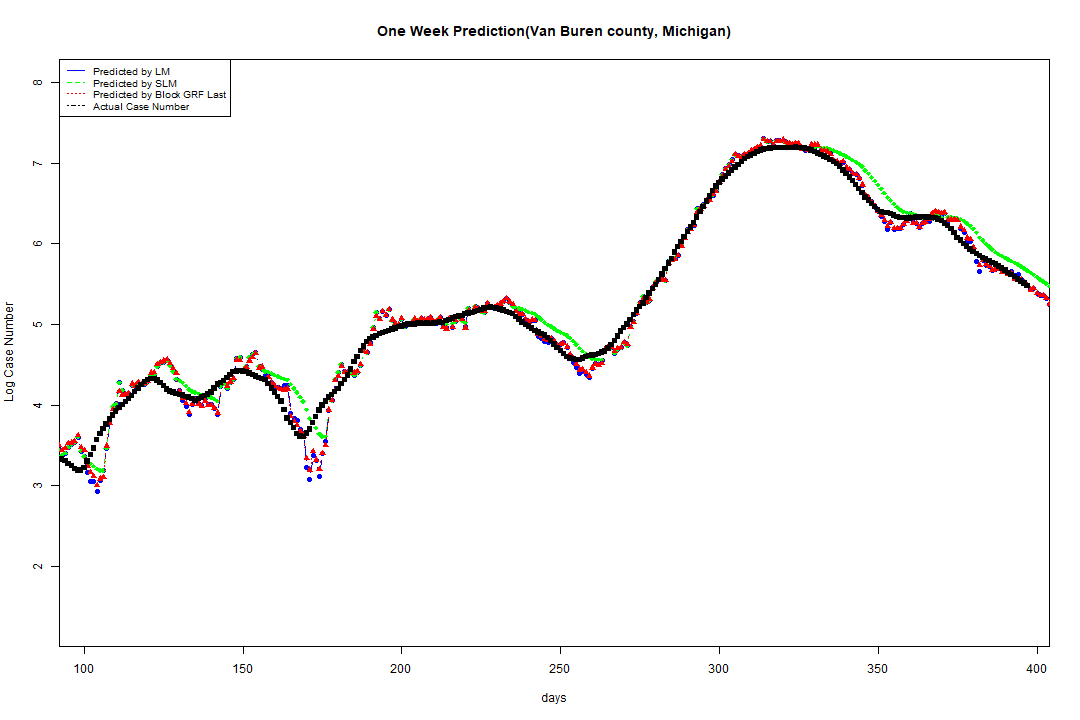 One Week Prediction(Van Buren county, Michigan)
Predicted by LM
Predicted by SLM
Predicted by Block GRF Last
Actual Case Number
8
7
6
5
4
3
2
Log Case Number
100 150 200 250 300 350 400
days